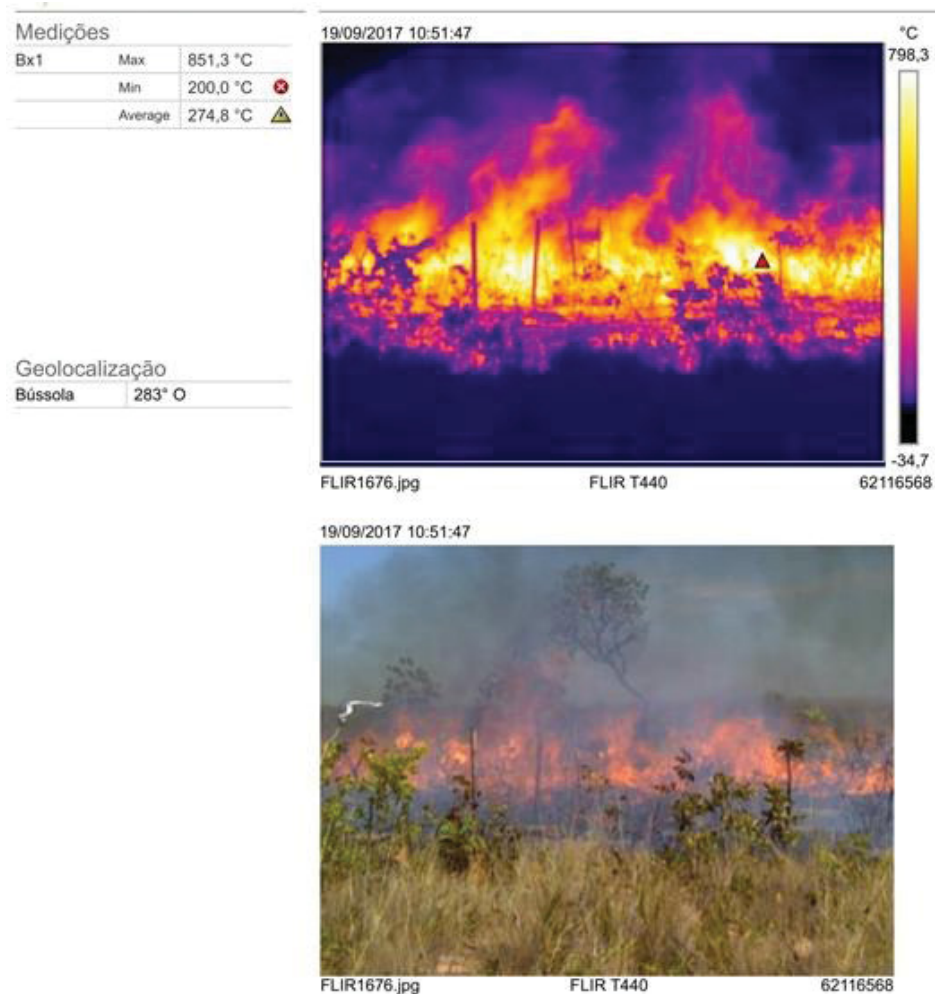 Medições
Bx1 Max 851,3 °C
Min 200,0 °C
Average 274,8 °C
Geolocalização
Bússola 283° O
19/09/2017 10:51:47
°C
798,3
-34,7
FLIR1676.jpg FLIR T440 62116568
19/09/2017 10:51:47
FLIR1676.jpg FLIR T440 62116568